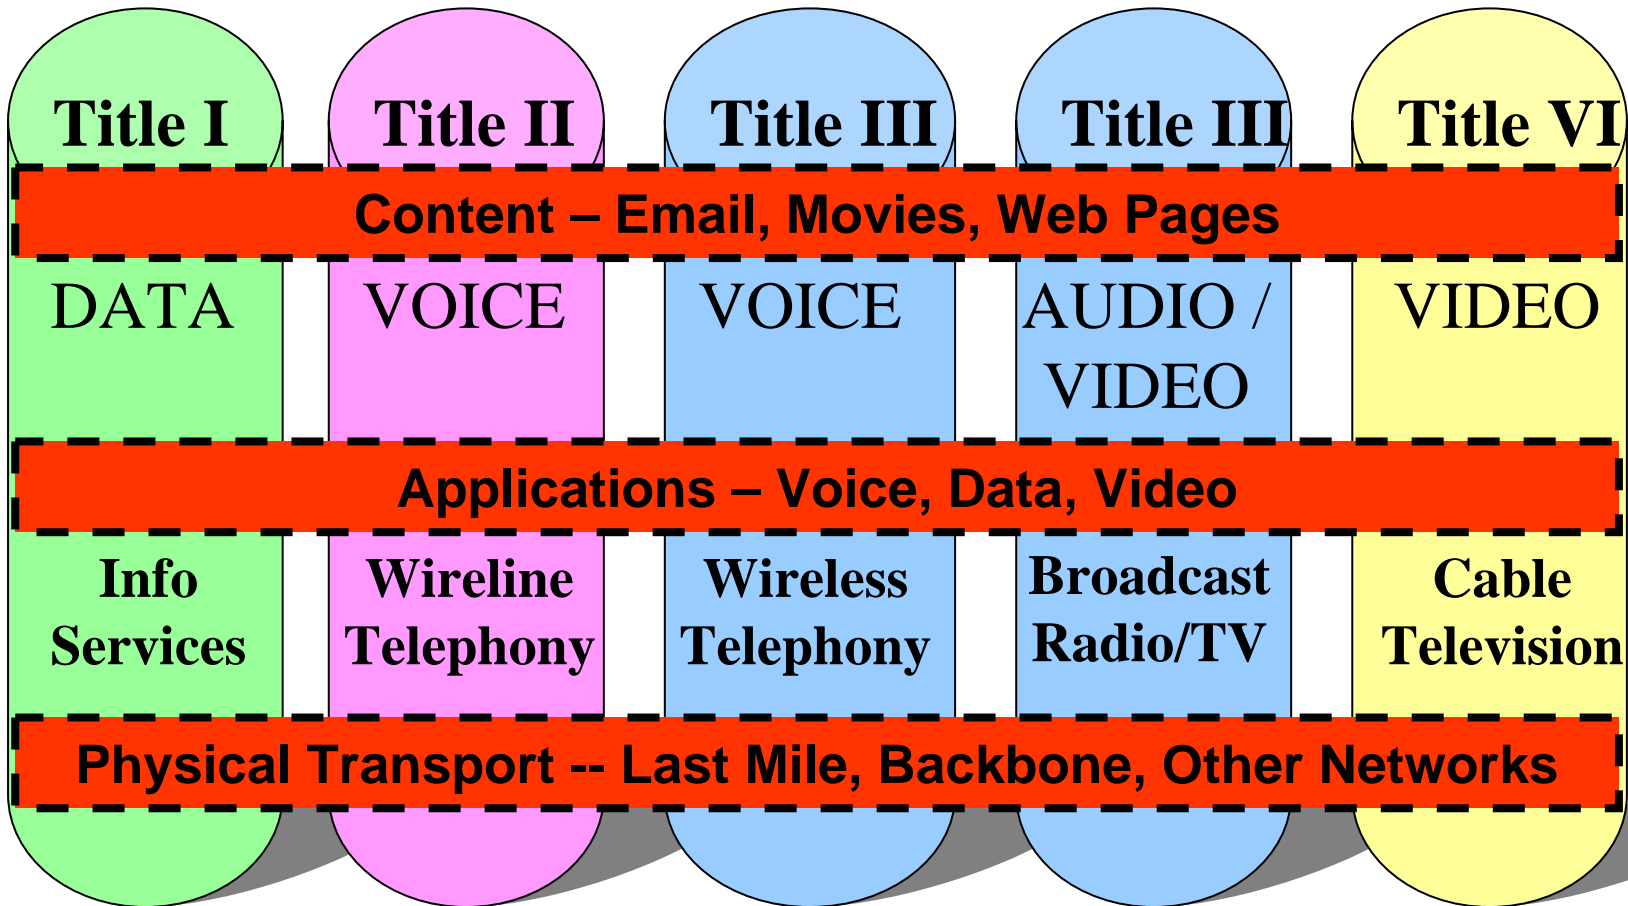 Title I
Title II
Title III
Title III
Title VI
Content – Email, Movies, Web Pages
DATA
VOICE
VOICE
AUDIO /
VIDEO
VIDEO
Applications – Voice, Data, Video
Info
Services
Wireline
Telephony
Wireless
Telephony
Broadcast
Radio/TV
Cable
Television
Physical Transport -- Last Mile, Backbone, Other Networks